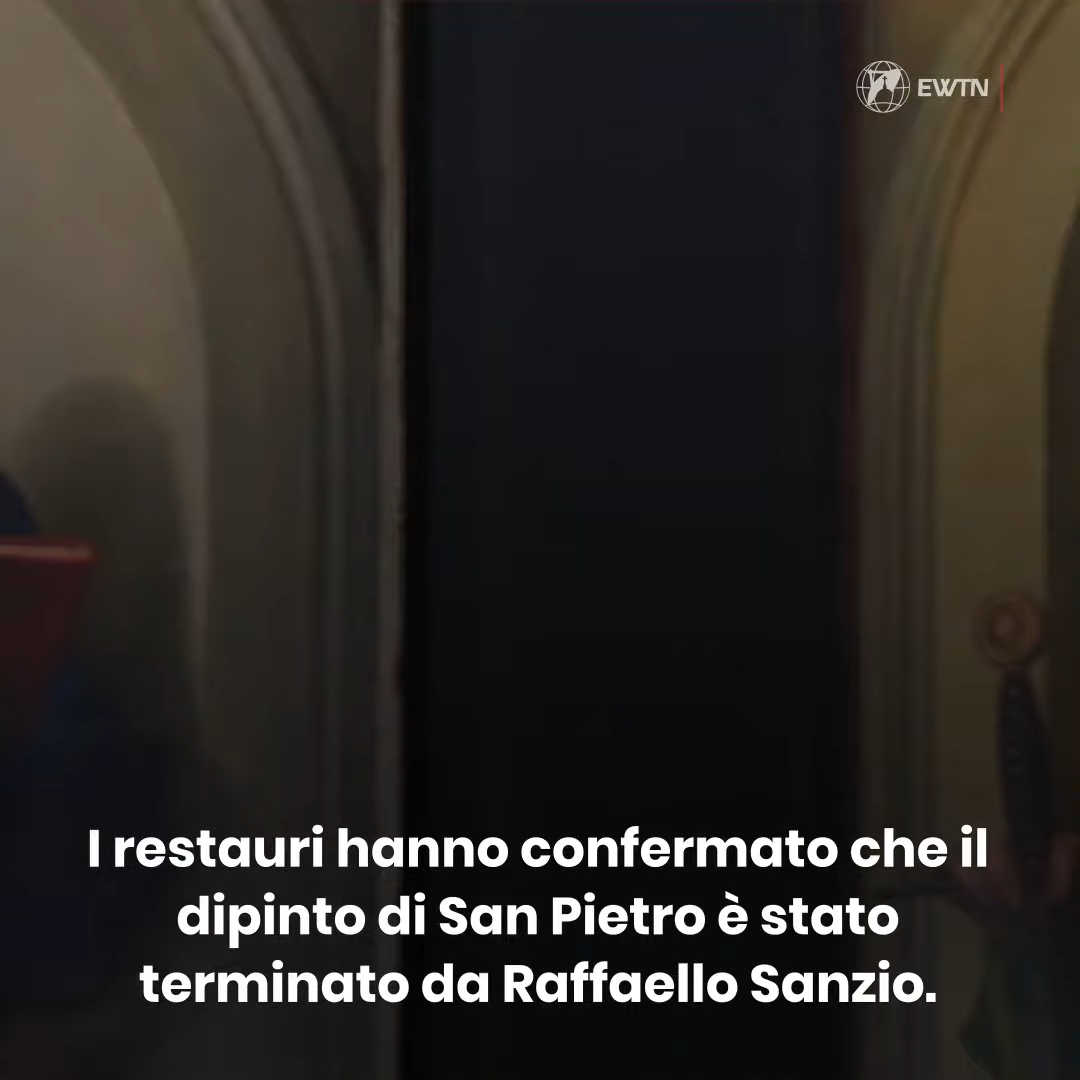 EWTN
I restauri hanno confermato che il
dipinto di San Pietro è stato
terminato da Raffaello Sanzio.